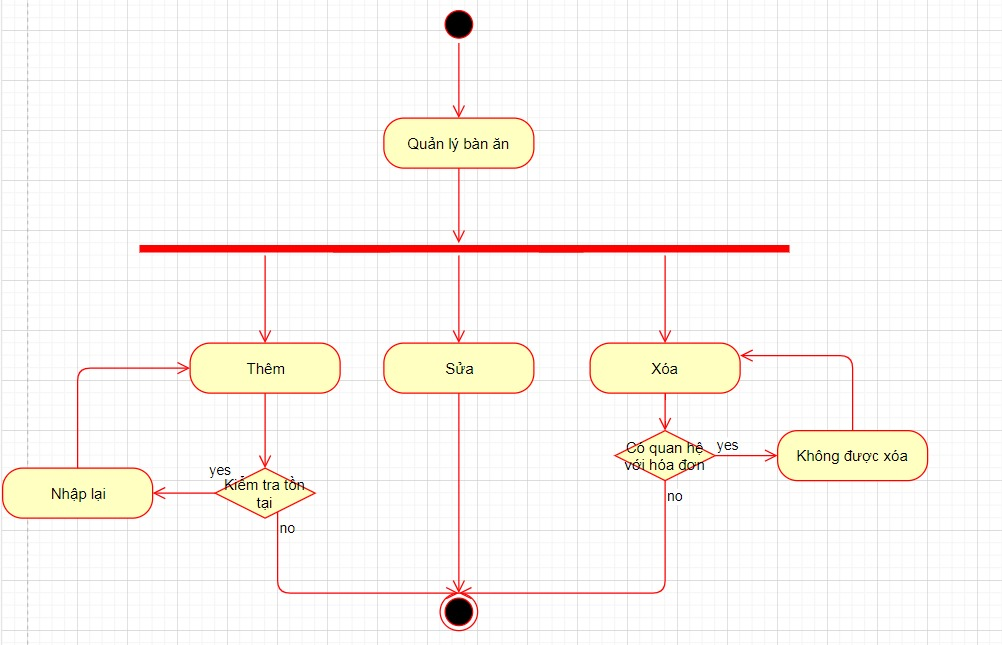 Quản lý bàn ăn
Thêm
Sửa
Xóa
Có quan hệ
với hóa đơn
yes
Không được xóa
no
yes
Kiểm tra tồn
tại
Nhập lại
no